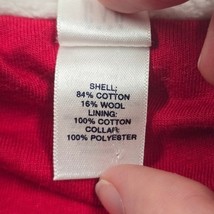 SHELL:
84% COTTON
16% WOOL
LINING:
100% COTTON
COLLAR:
100% POLYESTER